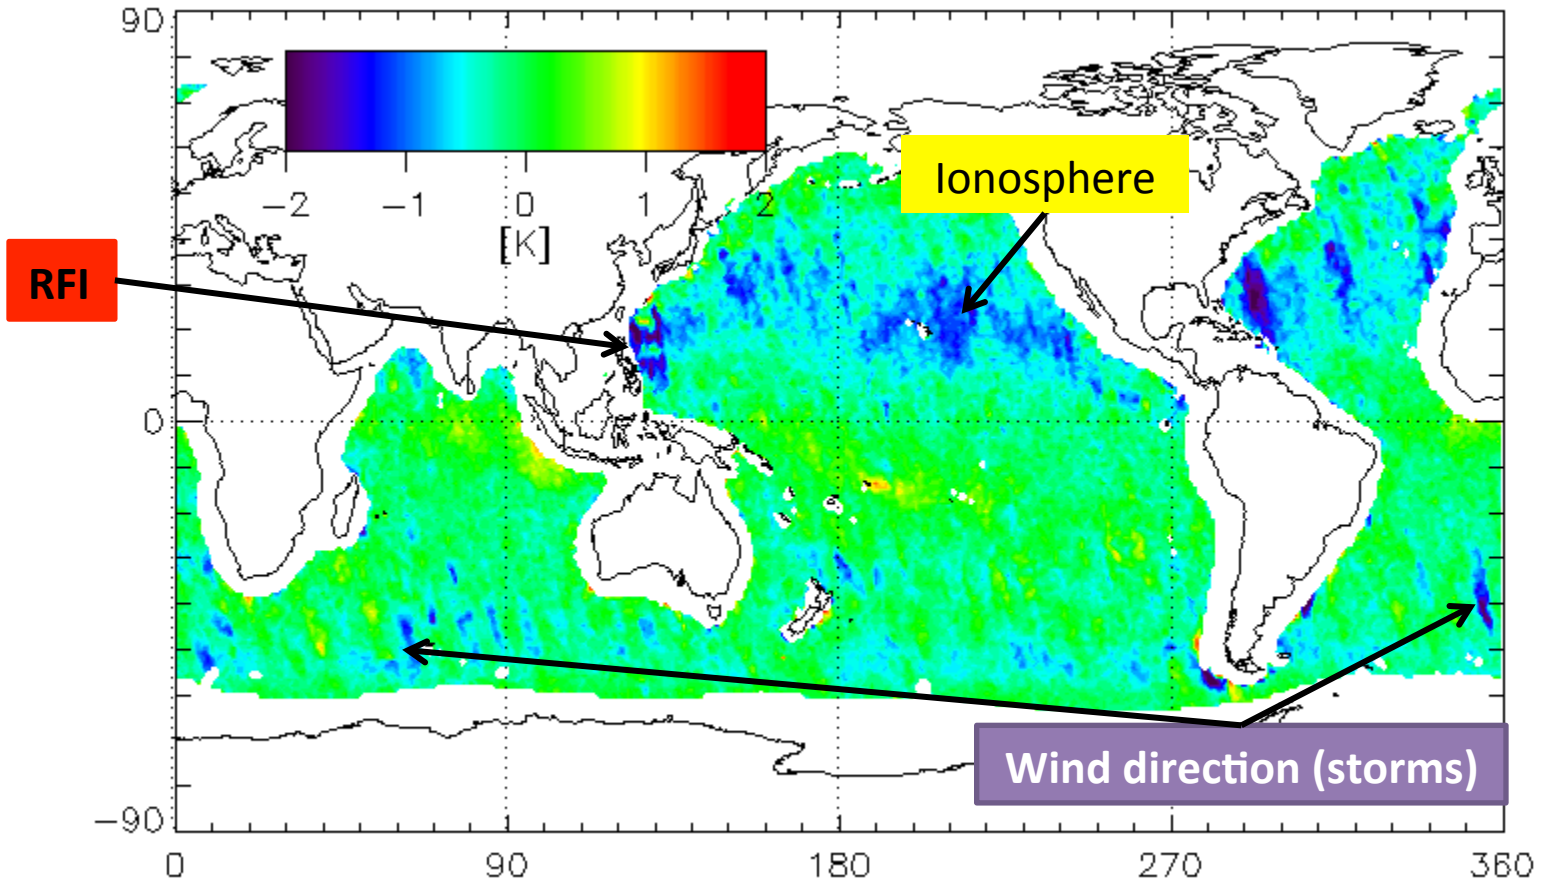 90
Ionosphere
−2 −1 0 1 2
[K]
RFI
0
Wind direction (storms)
−90
0 90 180 270 360